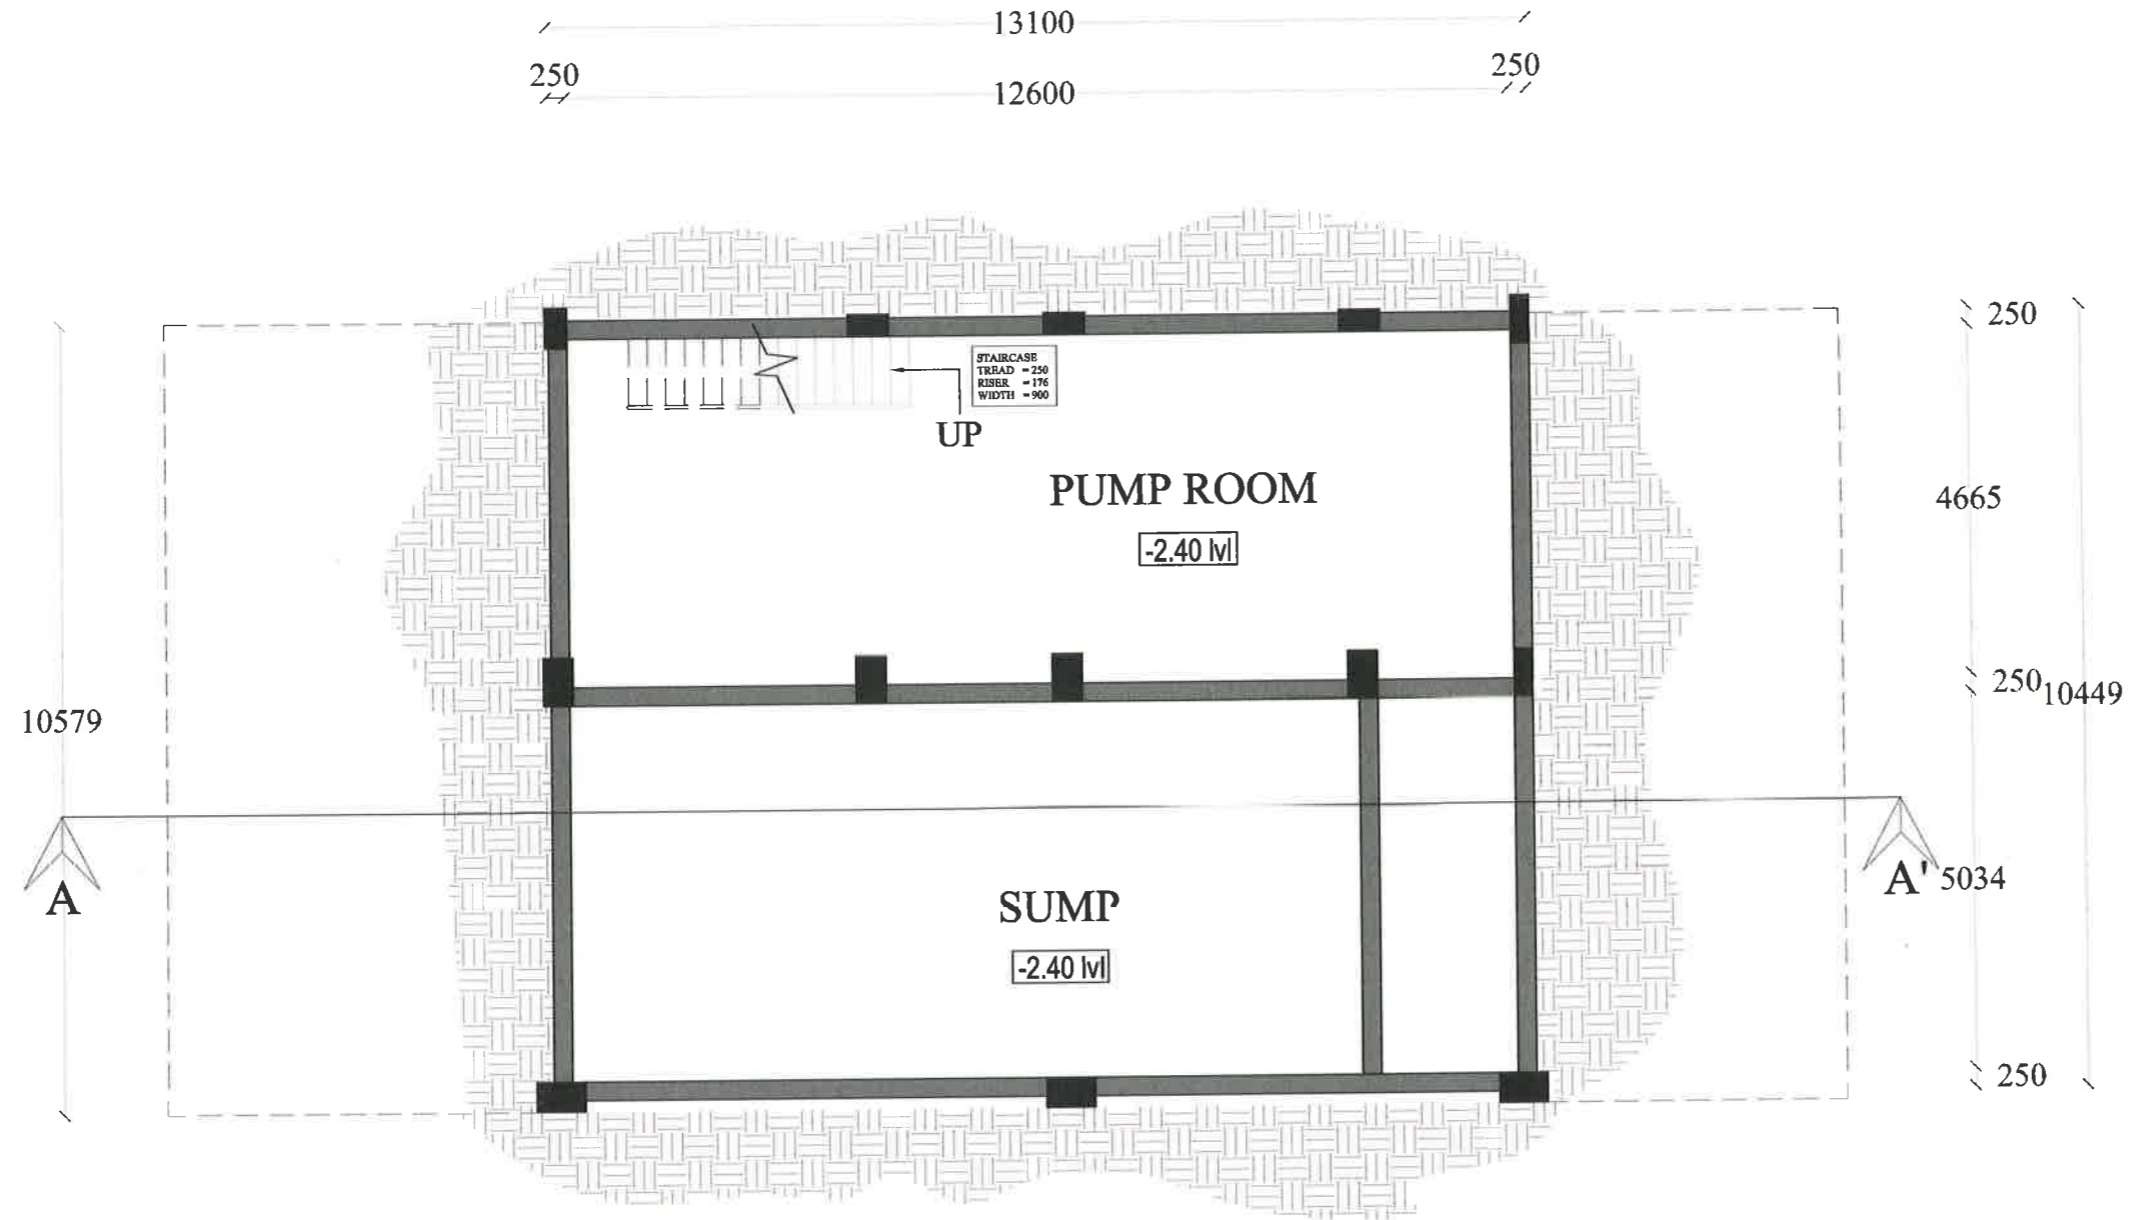 13100
250
250
12600
STAIRCASE
TREAD =250
RISER =176
WIDTH =900
UP
250
PUMP ROOM
4665
-2.40 lvl
250
10449
10579
A
A'
5034
SUMP
-2.40 lvl
250